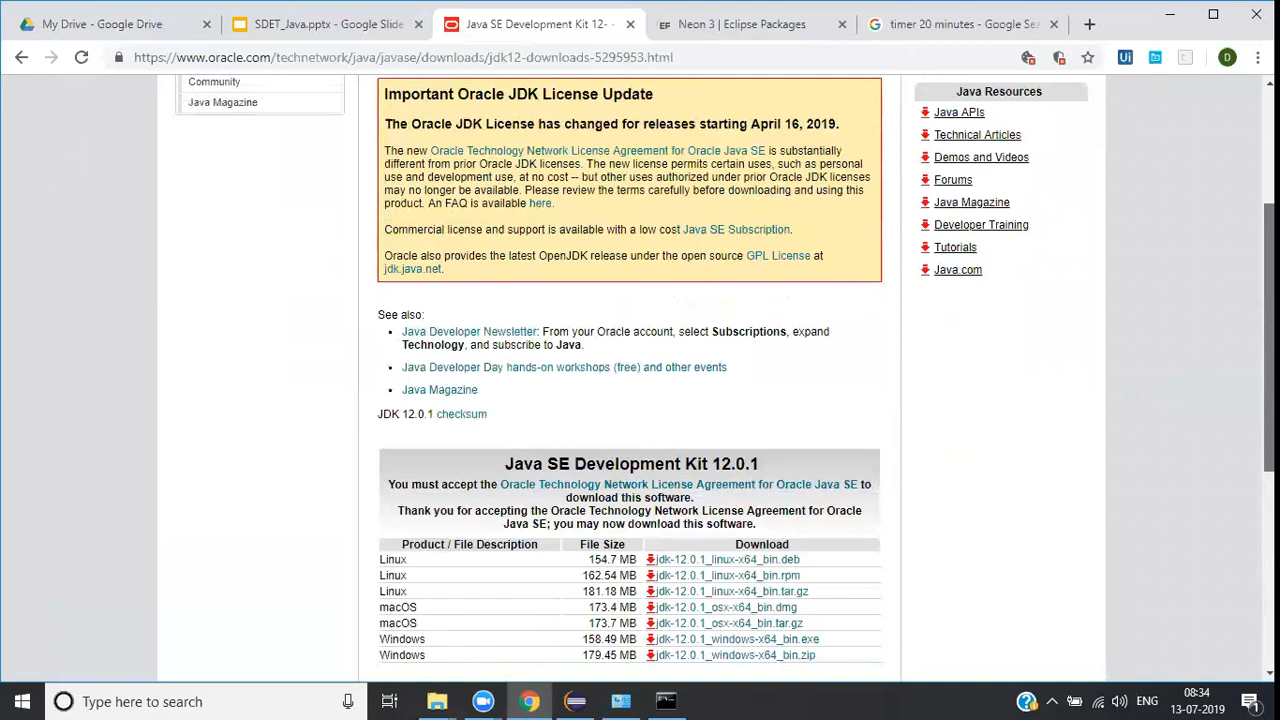 My Drive - Google Drive
SDET_Java.pptx - Google Slide
Java SE Development Kit 12-
Neon 3 | Eclipse Packages
timer 20 minutes - Google Se
https://www.oracle.com/technetwork/java/javase/downloads/jdk12-downloads-5295953.html
Ui
D
Community
Java Magazine
Important Oracle JDK License Update
The Oracle JDK License has changed for releases starting April 16, 2019.
The new Oracle Technology Network License Agreement for Oracle Java SE is substantially
different from prior Oracle JDK licenses. The new license permits certain uses, such as personal
use and development use, at no cost -- but other uses authorized under prior Oracle JDK licenses
may no longer be available. Please review the terms carefully before downloading and using this
product. An FAQ is available here.
Commercial license and support is available with a low cost Java SE Subscription.
Oracle also provides the latest OpenJDK release under the open source GPL License at
jdk.java.net.
See also:
Java Developer Newsletter: From your Oracle account, select Subscriptions, expand
Technology, and subscribe to Java.
Java Developer Day hands-on workshops (free) and other events
Java Magazine
JDK 12.0.1 checksum
Java SE Development Kit 12.0.1
You must accept the Oracle Technology Network License Agreement for Oracle Java SE to
download this software.
Thank you for accepting the Oracle Technology Network License Agreement for Oracle
Java SE; you may now download this software.
Product / File Description File Size Download
Linux 154.7 MB jdk-12.0.1_linux-x64_bin.deb
Linux 162.54 MB jdk-12.0.1_linux-x64_bin.rpm
Linux 181.18 MB jdk-12.0.1_linux-x64_bin.tar.gz
macOS 173.4 MB jdk-12.0.1_osx-x64_bin.dmg
macOS 173.7 MB jdk-12.0.1_osx-x64_bin.tar.gz
Windows 158.49 MB jdk-12.0.1_windows-x64_bin.exe
Windows 179.45 MB jdk-12.0.1_windows-x64_bin.zip
Java Resources
Java APIs
Technical Articles
Demos and Videos
Forums
Java Magazine
Developer Training
Tutorials
Java.com
Type here to search
ENG
08:34
13-07-2019
1